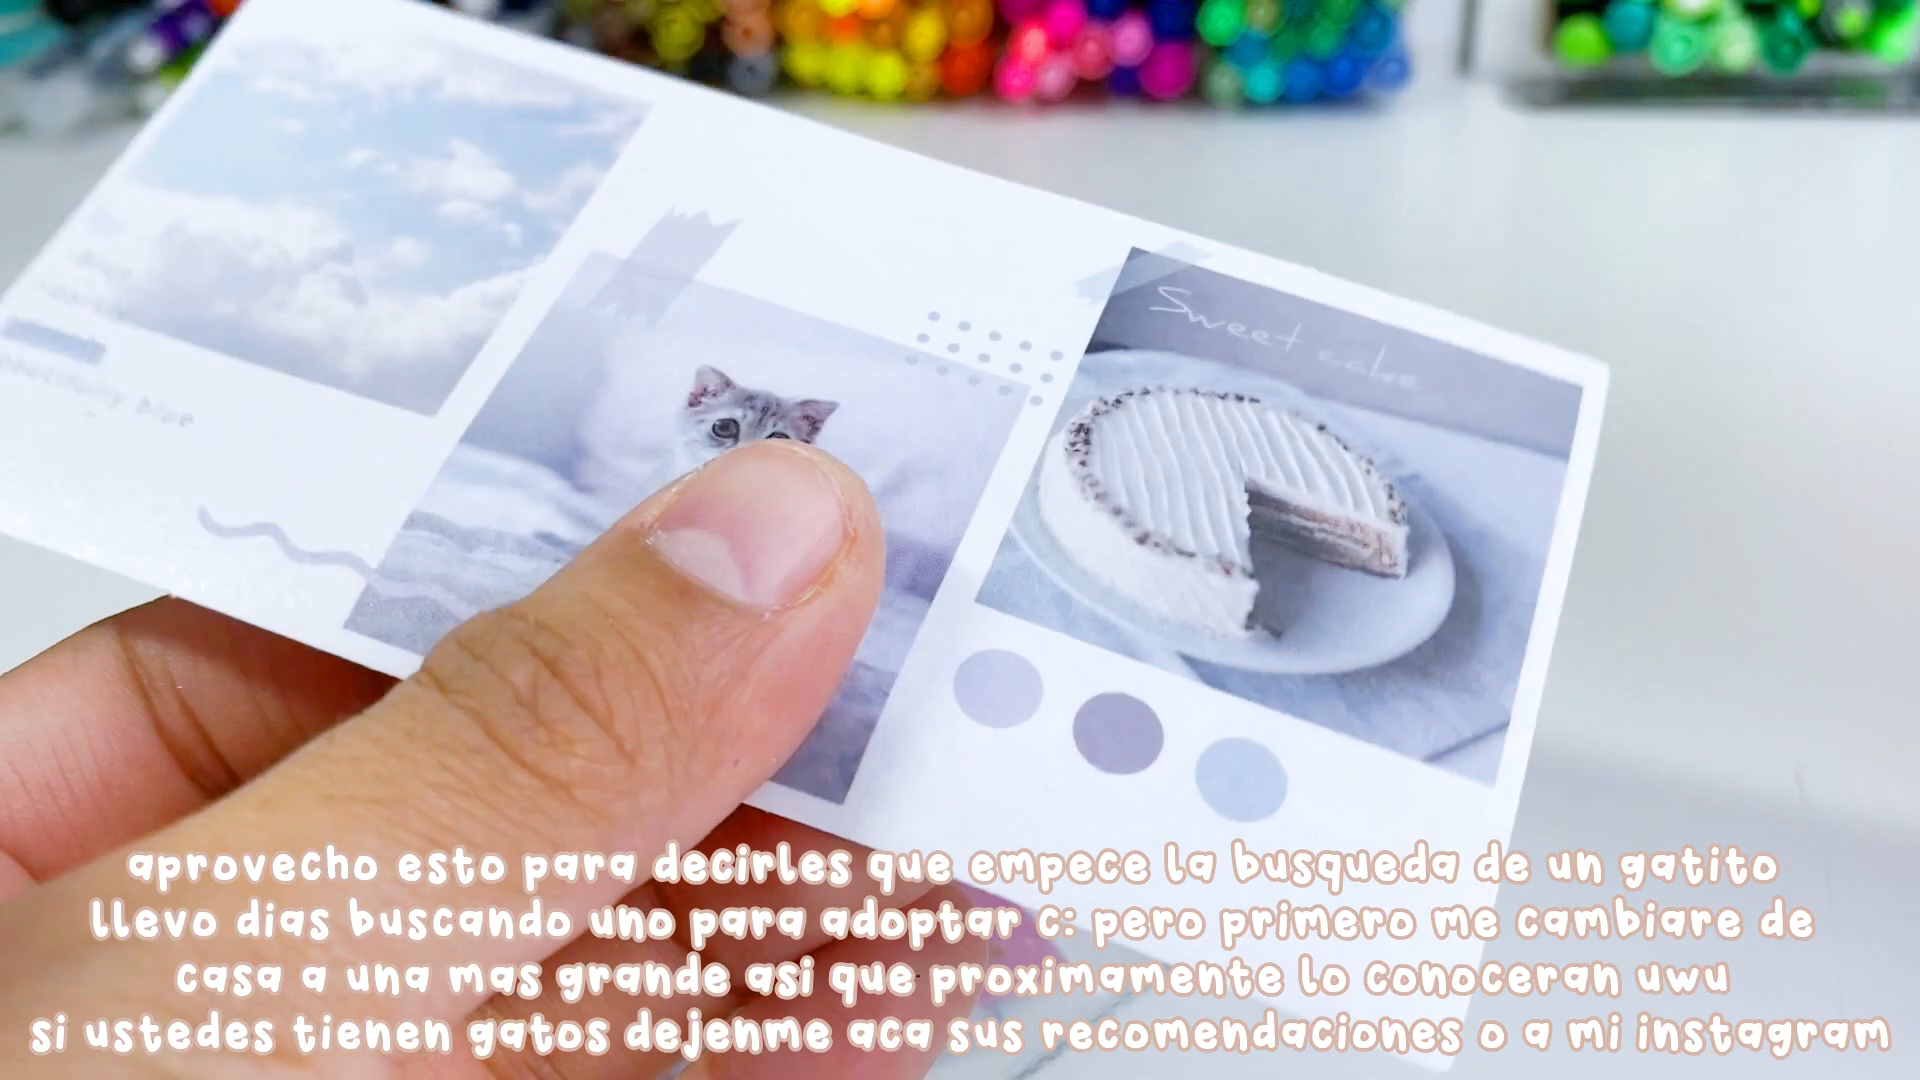 Sweet cake
aprovecho esto para decirles que empece la busqueda de un gatito
llevo dias buscando uno para adoptar c: pero primero me cambiare de
casa a una mas grande asi que proximamente lo conoceran uwu
si ustedes tienen gatos dejenme aca sus recomendaciones o a mi instagram